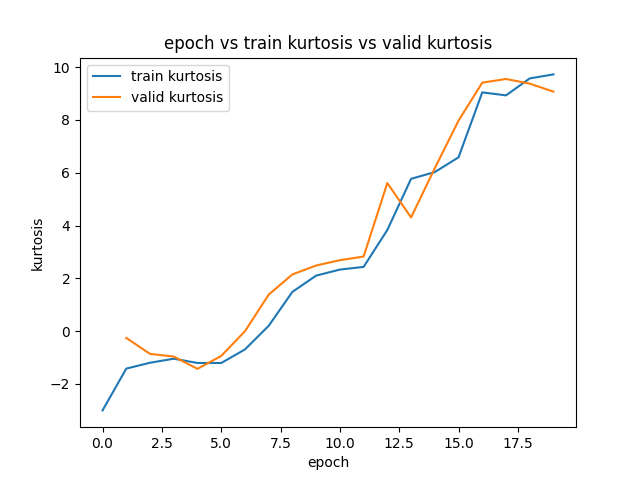 epoch vs train kurtosis vs valid kurtosis
train kurtosis
valid kurtosis
10
8
6
4
2
0
−2
kurtosis
0.0 2.5 5.0 7.5 10.0 12.5 15.0 17.5
epoch